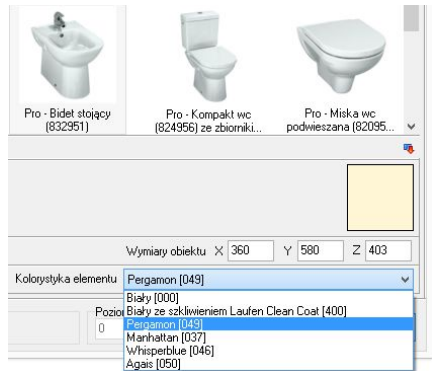 Pro - Bidet stojący
(832951)
Pro - Kompakt wc
(824956) ze zbiorniki...
Pro - Miska wc
podwieszana (82095...
Wymiary obiektu X 360 Y 580 Z 403
Kolorystyka elementu Pergamon [049]
Biały [000]
Biały ze szkliwieniem Laufen Clean Coat [400]
Pergamon [049]
Manhattan [037]
Whisperblue [046]
Agais [050]
Pozio
0